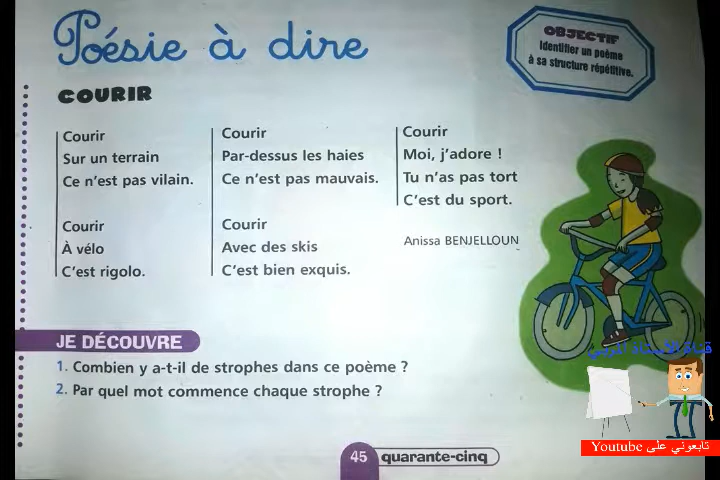 Poésie à dire
OBJECTIF
Identifier un poème
à sa structure répétitive.
COURIR
Courir
Sur un terrain
Ce n'est pas vilain.
Courir
À vélo
C'est rigolo.
Courir
Par-dessus les haies
Ce n'est pas mauvais.
Courir
Avec des skis
C'est bien exquis.
Courir
Moi, j'adore !
Tu n'as pas tort
C'est du sport.
Anissa BENJELLOUN
JE DÉCOUVRE
1. Combien y a-t-il de strophes dans ce poème ?
2. Par quel mot commence chaque strophe ?
45 quarante-cinq
قناة الأستاذ المربي
تابعوني على Youtube